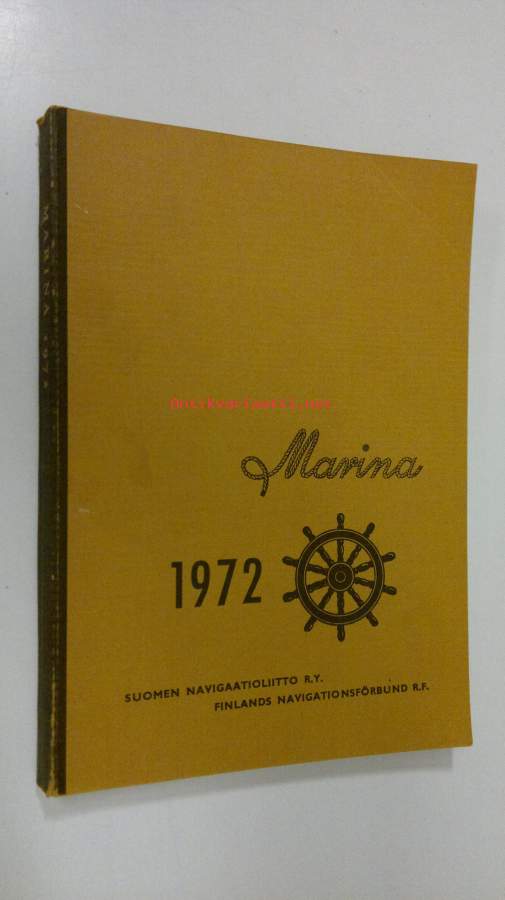 MARINA 1972
Antikvariaatti.net
Marina
1972
SUOMEN NAVIGAATIOLIITTO R.Y.
FINLANDS NAVIGATIONSFÖRBUND R.F.